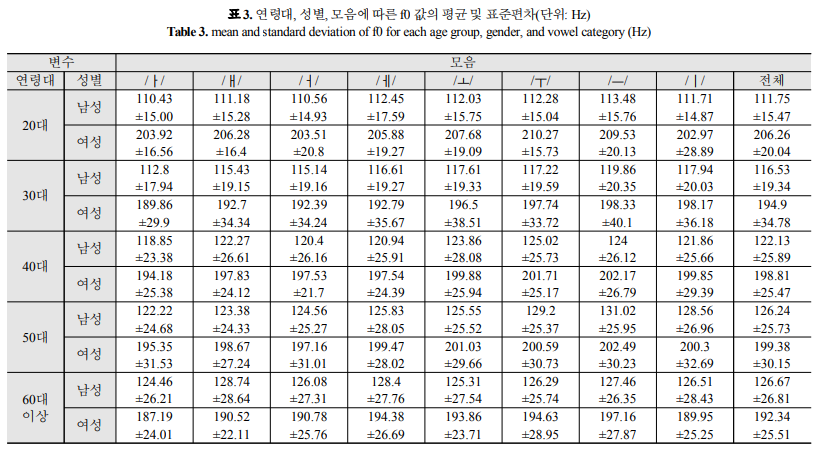 표 3. 연령대, 성별, 모음에 따른 f0 값의 평균 및 표준편차(단위: Hz)
Table 3. mean and standard deviation of f0 for each age group, gender, and vowel category (Hz)
변수 모음
연령대 성별 /ㅏ/ /ㅐ/ /ㅓ/ /ㅔ/ /ㅗ/ /ㅜ/ /ㅡ/ /ㅣ/ 전체
20대 남성 110.43 111.18 110.56 112.45 112.03 112.28 113.48 111.71 111.75
±15.00 ±15.28 ±14.93 ±17.59 ±15.75 ±15.04 ±15.76 ±14.87 ±15.47
여성 203.92 206.28 203.51 205.88 207.68 210.27 209.53 202.97 206.26
±16.56 ±16.4 ±20.8 ±19.27 ±19.09 ±15.73 ±20.13 ±28.89 ±20.04
30대 남성 112.8 115.43 115.14 116.61 117.61 117.22 119.86 117.94 116.53
±17.94 ±19.15 ±19.16 ±19.27 ±19.33 ±19.59 ±20.35 ±20.03 ±19.34
여성 189.86 192.7 192.39 192.79 196.5 197.74 198.33 198.17 194.9
±29.9 ±34.34 ±34.24 ±35.67 ±38.51 ±33.72 ±40.1 ±36.18 ±34.78
40대 남성 118.85 122.27 120.4 120.94 123.86 125.02 124 121.86 122.13
±23.38 ±26.61 ±26.16 ±25.91 ±28.08 ±25.73 ±26.12 ±25.66 ±25.89
여성 194.18 197.83 197.53 197.54 199.88 201.71 202.17 199.85 198.81
±25.38 ±24.12 ±21.7 ±24.39 ±25.94 ±25.17 ±26.79 ±29.39 ±25.47
50대 남성 122.22 123.38 124.56 125.83 125.55 129.2 131.02 128.56 126.24
±24.68 ±24.33 ±25.27 ±28.05 ±25.52 ±25.37 ±25.95 ±26.96 ±25.73
여성 195.35 198.67 197.16 199.47 201.03 200.59 202.49 200.3 199.38
±31.53 ±27.24 ±31.01 ±28.02 ±29.66 ±30.73 ±30.23 ±32.69 ±30.15
60대 이상 남성 124.46 128.74 126.08 128.4 125.31 126.29 127.46 126.51 126.67
±26.21 ±28.64 ±27.31 ±27.76 ±27.54 ±25.74 ±26.35 ±28.43 ±26.81
여성 187.19 190.52 190.78 194.38 193.86 194.63 197.16 189.95 192.34
±24.01 ±22.11 ±25.76 ±26.69 ±23.71 ±28.95 ±27.87 ±25.25 ±25.51